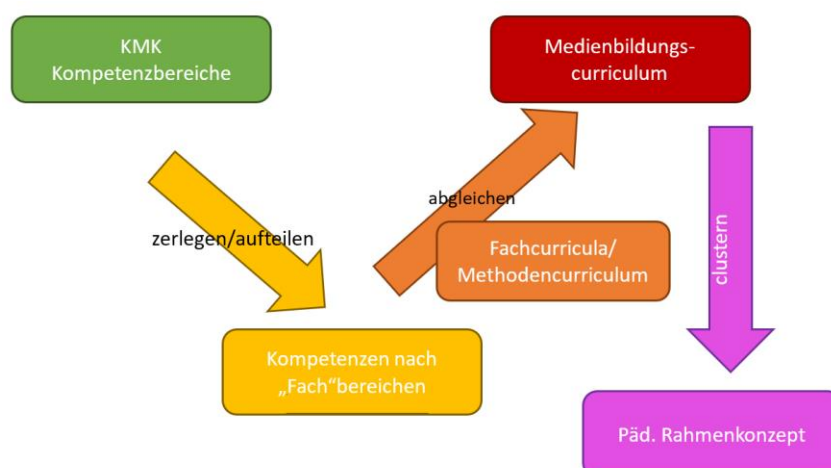 KMK
Kompetenzbereiche
Medienbildungs-
curriculum
zerlegen/aufteilen
abgleichen
Fachcurricula/
Methodencurriculum
clustern
Kompetenzen nach
„Fach“bereichen
Päd. Rahmenkonzept